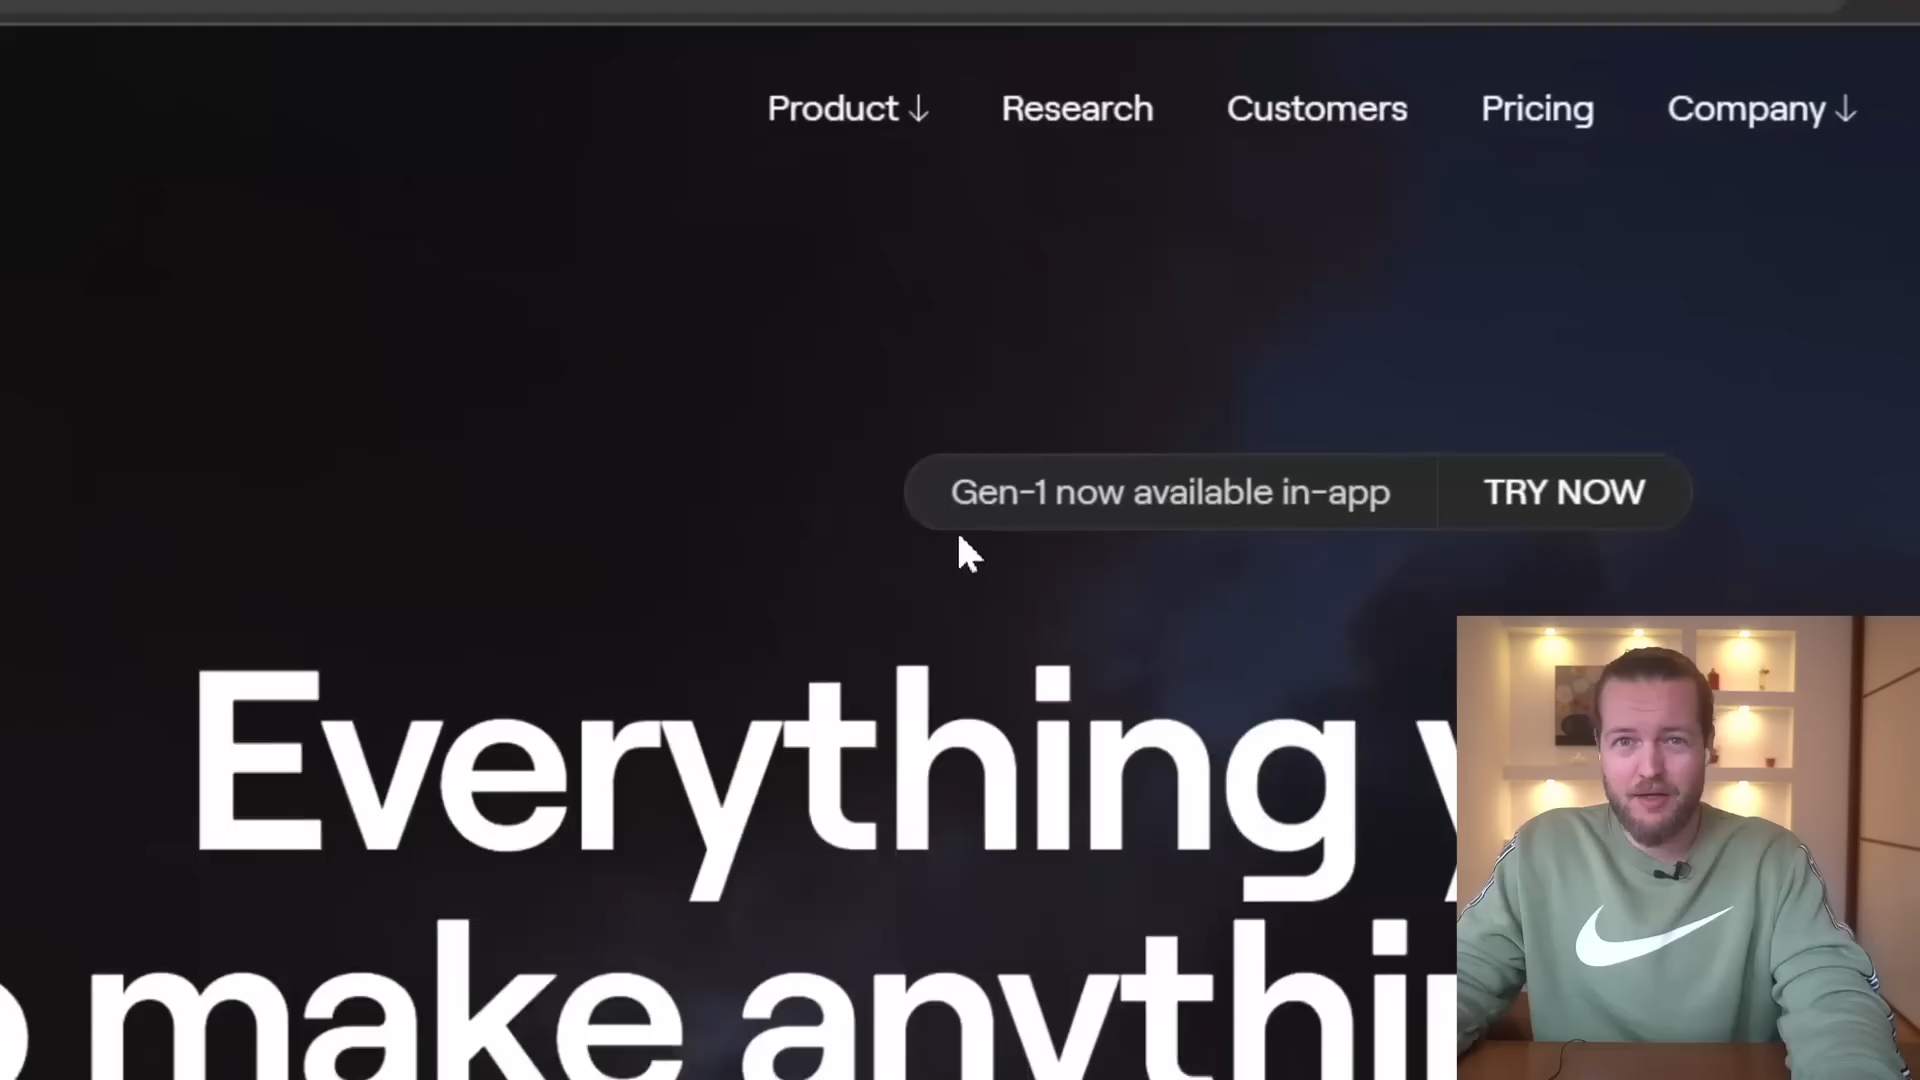 Product ↓ Research Customers Pricing Company ↓
Gen-1 now available in-app TRY NOW
Everything
make